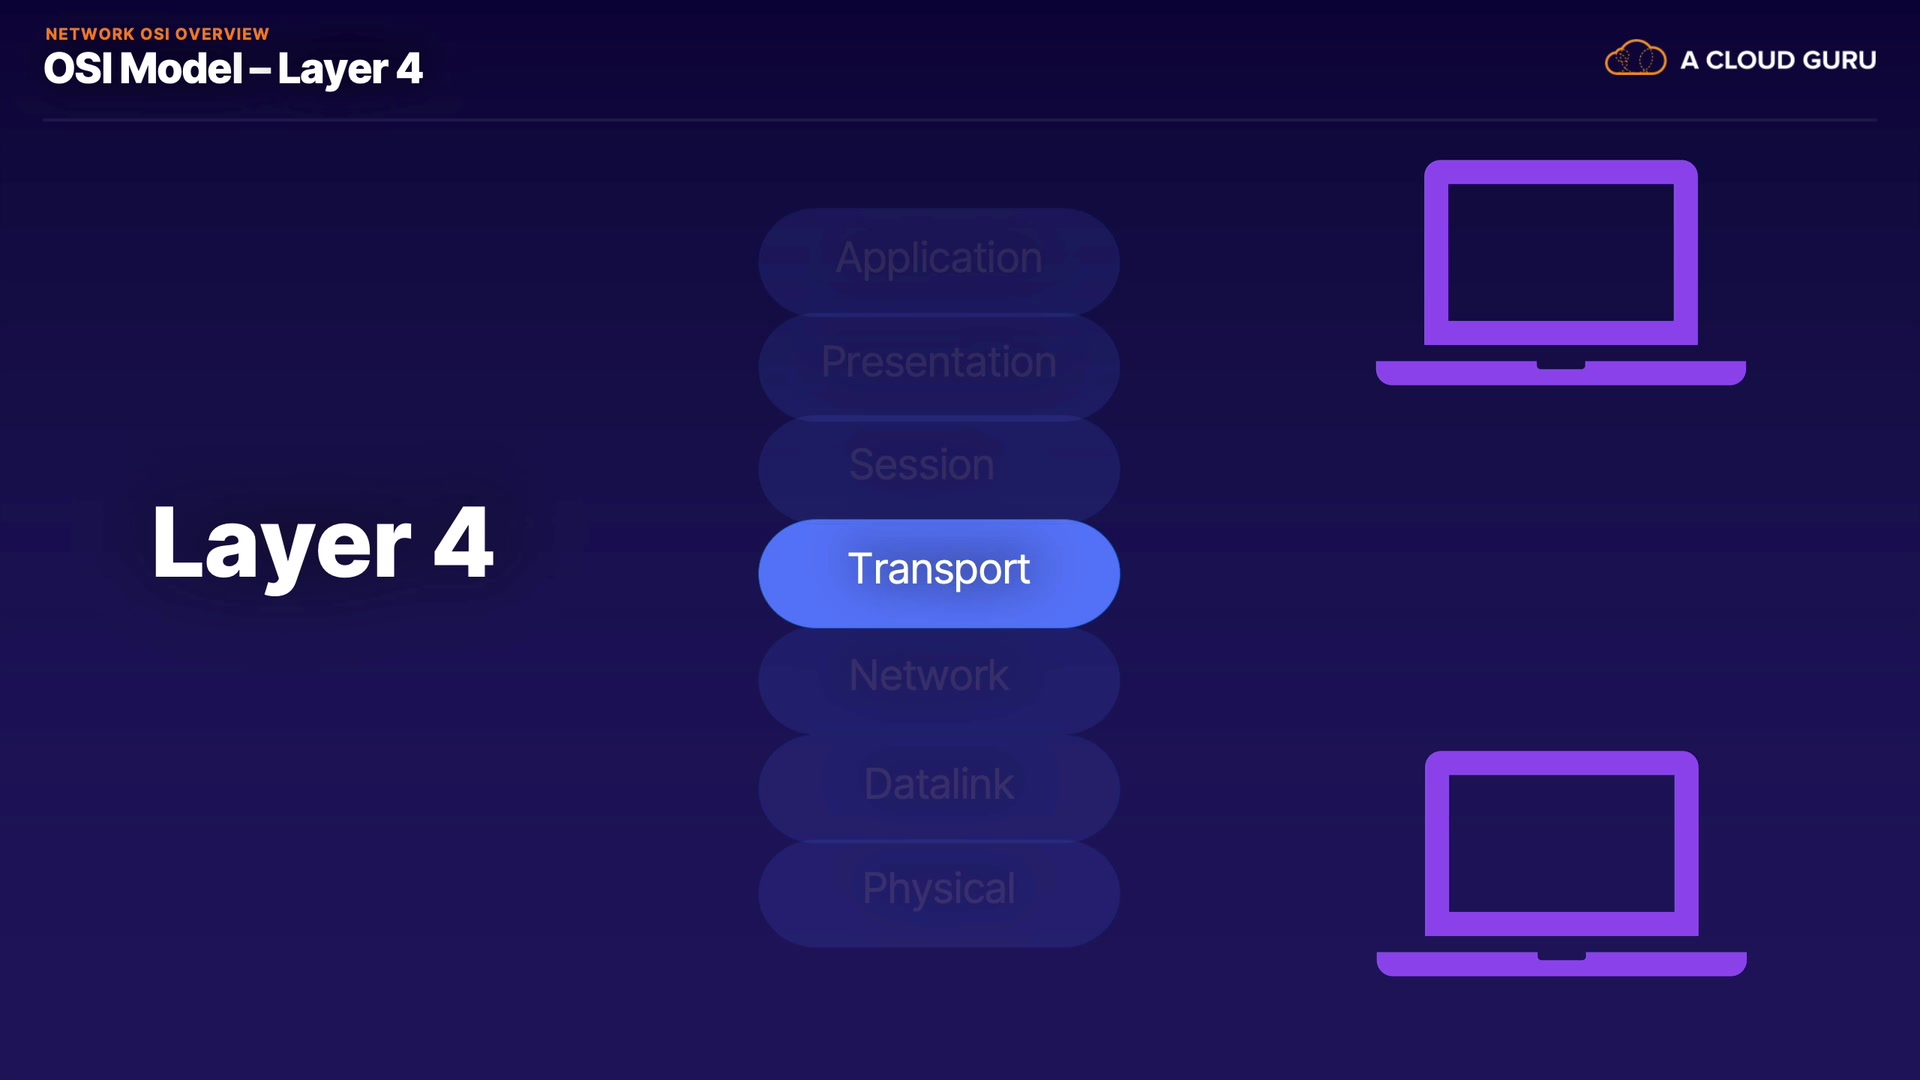 NETWORK OSI OVERVIEW
OSI Model – Layer 4
A CLOUD GURU
Application
Presentation
Session
Layer 4
Transport
Network
Datalink
Physical